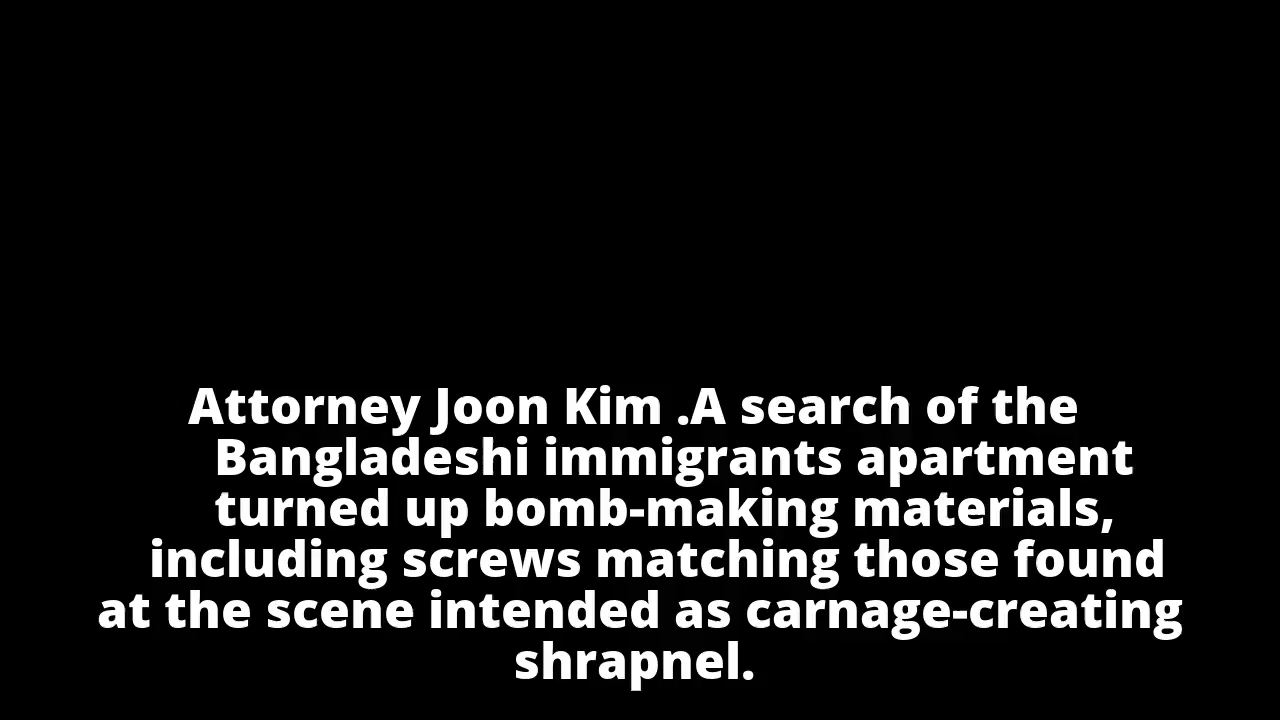 Attorney Joon Kim .A search of the
Bangladeshi immigrants apartment
turned up bomb-making materials,
including screws matching those found
at the scene intended as carnage-creating
shrapnel.